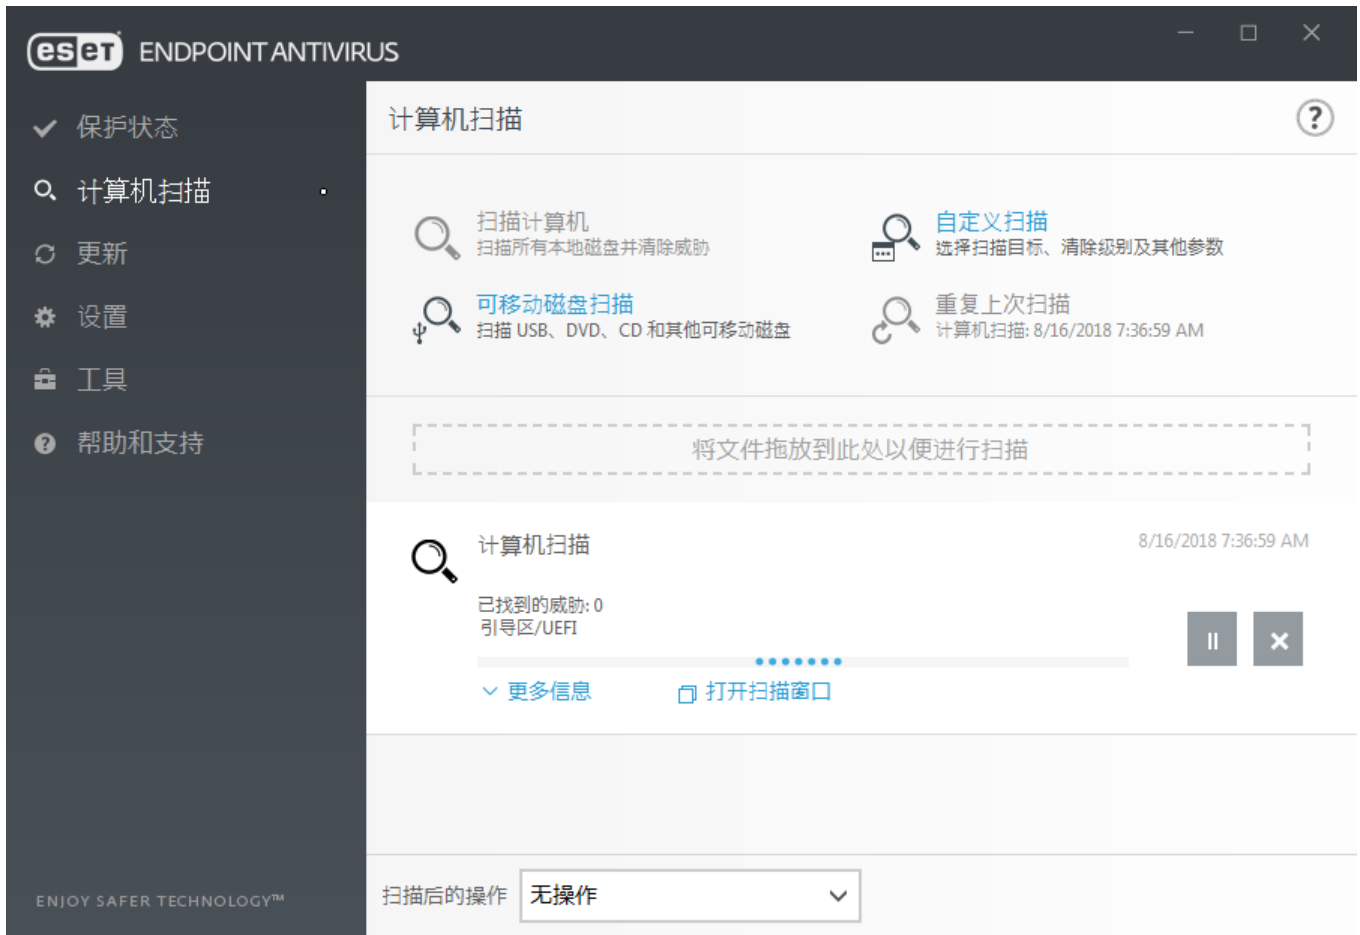 eset ENDPOINT ANTIVIRUS
保护状态
计算机扫描
更新
设置
工具
帮助和支持
ENJOY SAFER TECHNOLOGY™
计算机扫描
?
扫描计算机
扫描所有本地磁盘并清除威胁
自定义扫描
选择扫描目标、清除级别及其他参数
可移动磁盘扫描
扫描 USB、DVD、CD 和其他可移动磁盘
重复上次扫描
计算机扫描: 8/16/2018 7:36:59 AM
将文件拖放到此处以便进行扫描
计算机扫描
8/16/2018 7:36:59 AM
已找到的威胁: 0
引导区/UEFI
更多信息
打开扫描窗口
扫描后的操作 无操作